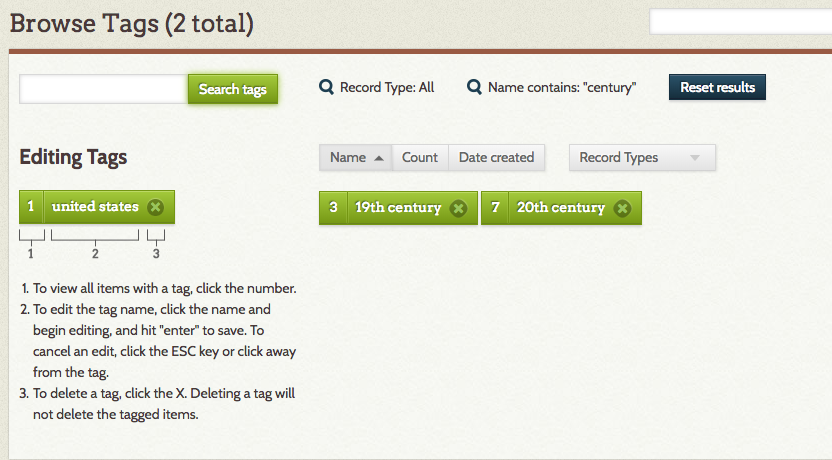 Browse Tags (2 total)
Search tags
Record Type: All
Name contains: "century"
Reset results
Editing Tags
Name
Count
Date created
Record Types
1 united states
3 19th century
7 20th century
1 2 3
1. To view all items with a tag, click the number.
2. To edit the tag name, click the name and
begin editing, and hit "enter" to save. To
cancel an edit, click the ESC key or click away
from the tag.
3. To delete a tag, click the X. Deleting a tag will
not delete the tagged items.